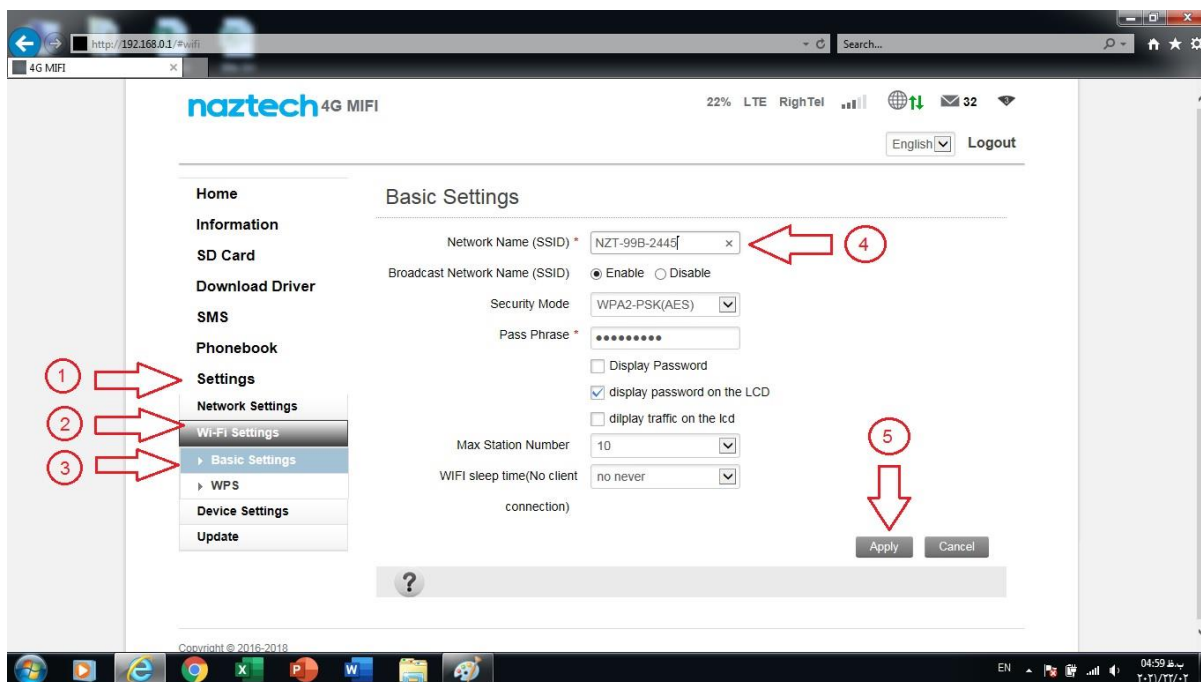 http://192.168.0.1/#wifi
Search...
4G MIFI
naztech 4G MIFI
22% LTE RighTel 32
English Logout
Home
Information
SD Card
Download Driver
SMS
Phonebook
1
Settings
Network Settings
2
Wi-Fi Settings
3
Basic Settings
WPS
Device Settings
Update
Basic Settings
Network Name (SSID) * NZT-99B-2445 ×
4
Broadcast Network Name (SSID) Enable Disable
Security Mode WPA2-PSK(AES)
Pass Phrase * •••••••••
Display Password
display password on the LCD
dilplay traffic on the lcd
Max Station Number 10
WIFI sleep time(No client no never
connection)
5
Apply Cancel
?
Copyright © 2016-2018
EN
04:59 ب.ظ